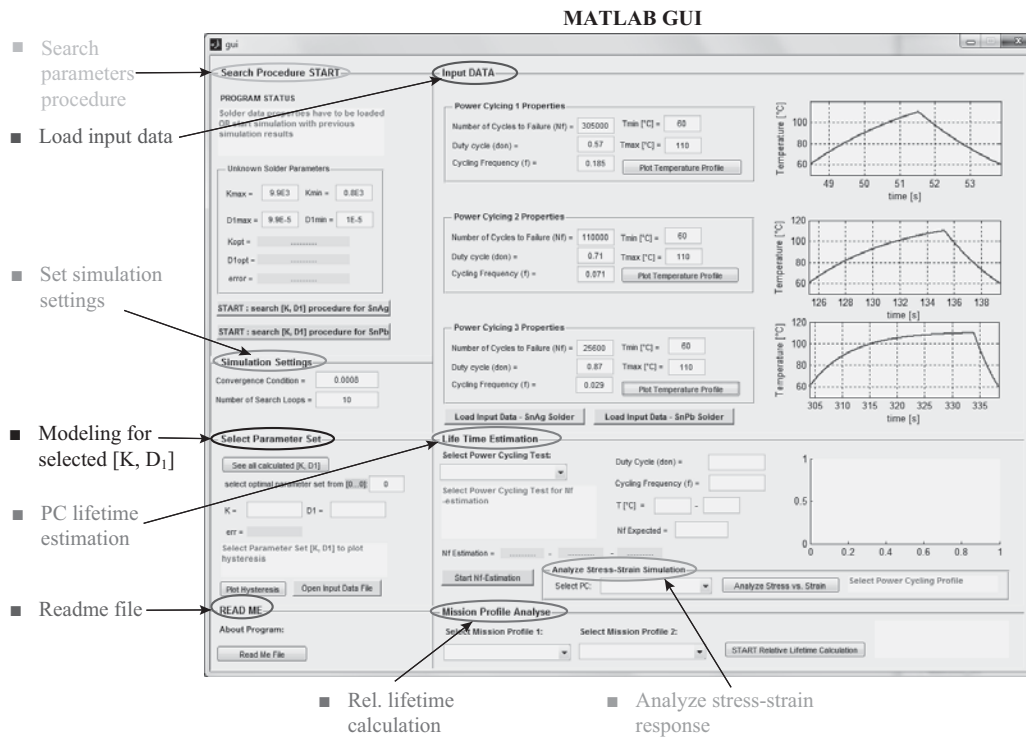 MATLAB GUI
■ Search
parameters
procedure
■ Load input data
■ Set simulation
settings
■ Modeling for
selected [K, D1]
■ PC lifetime
estimation
■ Readme file
gui
Search Procedure START
PROGRAM STATUS
Solder data properties have to be loaded
OR start simulation with previous
simulation results
Unknown Solder Parameters
Kmax = 9.9E3 Kmin = 0.8E3
D1max = 9.9E-5 D1min = 1E-5
Kopt = .........
D1opt = .........
error = .........
START : search [K, D1] procedure for SnAg
START : search [K, D1] procedure for SnPb
Simulation Settings
Convergence Condition = 0.0008
Number of Search Loops = 10
Select Parameter Set
See all calculated [K, D1]
select optimal parameter set from [0...0]: 0
K = D1 =
err =
Select Parameter Set [K, D1] to plot
hysteresis
Plot Hysteresis Open Input Data File
READ ME
About Program:
Read Me File
Input DATA
Power Cylcing 1 Properties
Number of Cycles to Failure (Nf) = 305000 Tmin [°C] = 60
Duty cycle (don) = 0.57 Tmax [°C] = 110
Cycling Frequency (f) = 0.185 Plot Temperature Profile
Temperature [°C]
100
80
60
49 50 51 52 53
time [s]
Power Cylcing 2 Properties
Number of Cycles to Failure (Nf) = 110000 Tmin [°C] = 60
Duty cycle (don) = 0.71 Tmax [°C] = 110
Cycling Frequency (f) = 0.071 Plot Temperature Profile
Temperature [°C]
120
100
80
60
126 128 130 132 134 136 138
time [s]
Power Cylcing 3 Properties
Number of Cycles to Failure (Nf) = 25600 Tmin [°C] = 60
Duty cycle (don) = 0.87 Tmax [°C] = 110
Cycling Frequency (f) = 0.029 Plot Temperature Profile
Temperature [°C]
120
100
80
60
305 310 315 320 325 330 335
time [s]
Load Input Data - SnAg Solder Load Input Data - SnPb Solder
Life Time Estimation
Select Power Cycling Test:
Select Power Cycling Test for Nf
-estimation
Duty Cycle (don) =
Cycling Frequency (f) =
T [°C] = -
Nf Expected =
Nf Estimation = ......... - ......... - .........
Start Nf-Estimation
1
0.5
0
0 0.2 0.4 0.6 0.8 1
Analyze Stress-Strain Simulation
Select PC: Analyze Stress vs. Strain Select Power Cycling Profile
Mission Profile Analyse
Select Mission Profile 1: Select Mission Profile 2:
START Relative Lifetime Calculation
■ Rel. lifetime
calculation
■ Analyze stress-strain
response